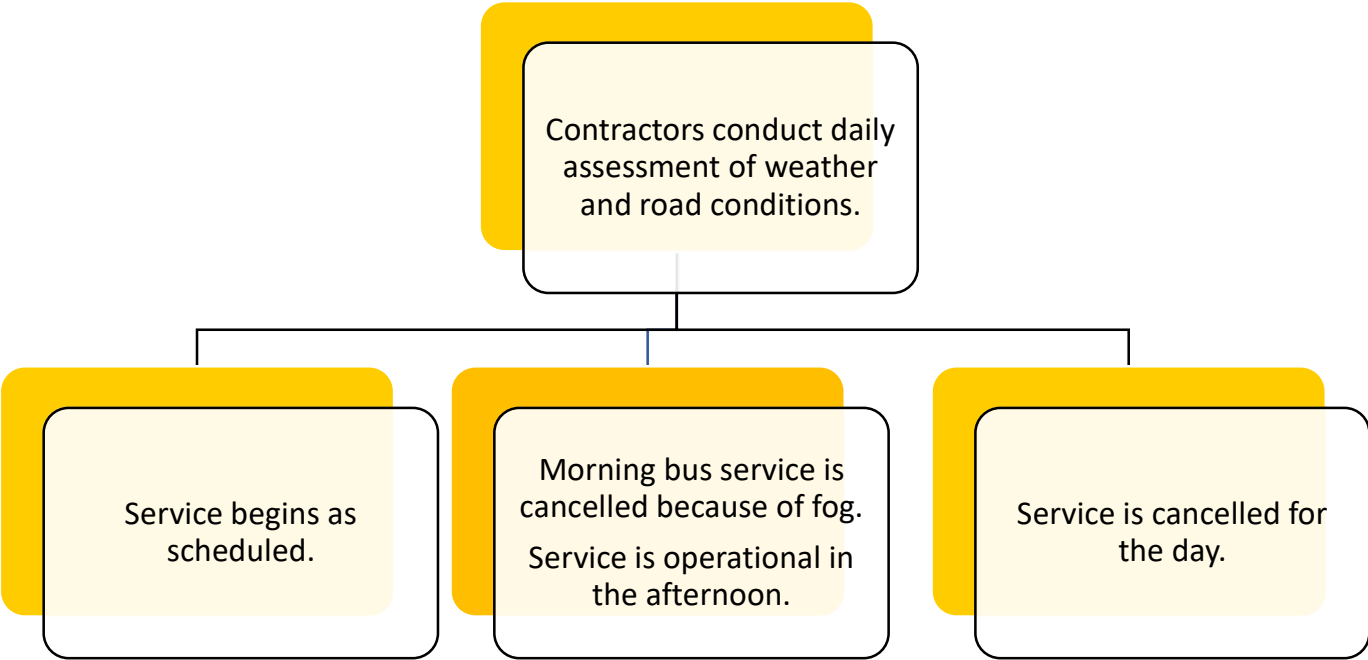 Contractors conduct daily
assessment of weather
and road conditions.
Service begins as
scheduled.
Morning bus service is
cancelled because of fog.
Service is operational in
the afternoon.
Service is cancelled for
the day.